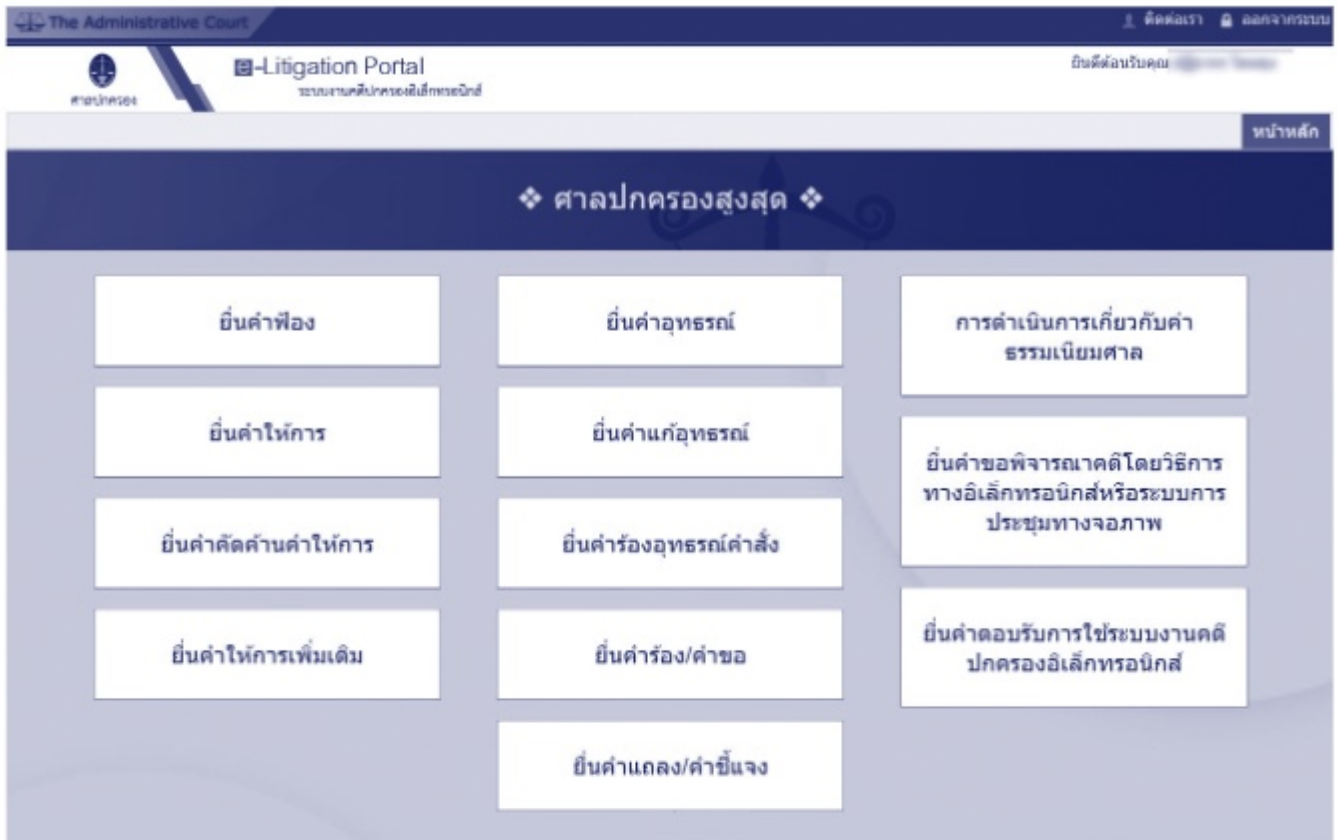 The Administrative Court
ติดต่อเรา ออกจากระบบ
ศาลปกครอง
e-Litigation Portal
ระบบงานคดีปกครองอิเล็กทรอนิกส์
ยินดีต้อนรับคุณ
หน้าหลัก
❖ ศาลปกครองสูงสุด ❖
ยื่นคำฟ้อง
ยื่นคำให้การ
ยื่นคำคัดค้านคำให้การ
ยื่นคำให้การเพิ่มเติม
ยื่นคำอุทธรณ์
ยื่นคำแก้อุทธรณ์
ยื่นคำร้องอุทธรณ์คำสั่ง
ยื่นคำร้อง/คำขอ
ยื่นคำแถลง/คำชี้แจง
การดำเนินการเกี่ยวกับค่า
ธรรมเนียมศาล
ยื่นคำขอพิจารณาคดีโดยวิธีการ
ทางอิเล็กทรอนิกส์หรือระบบการ
ประชุมทางจอภาพ
ยื่นคำตอบรับการใช้ระบบงานคดี
ปกครองอิเล็กทรอนิกส์